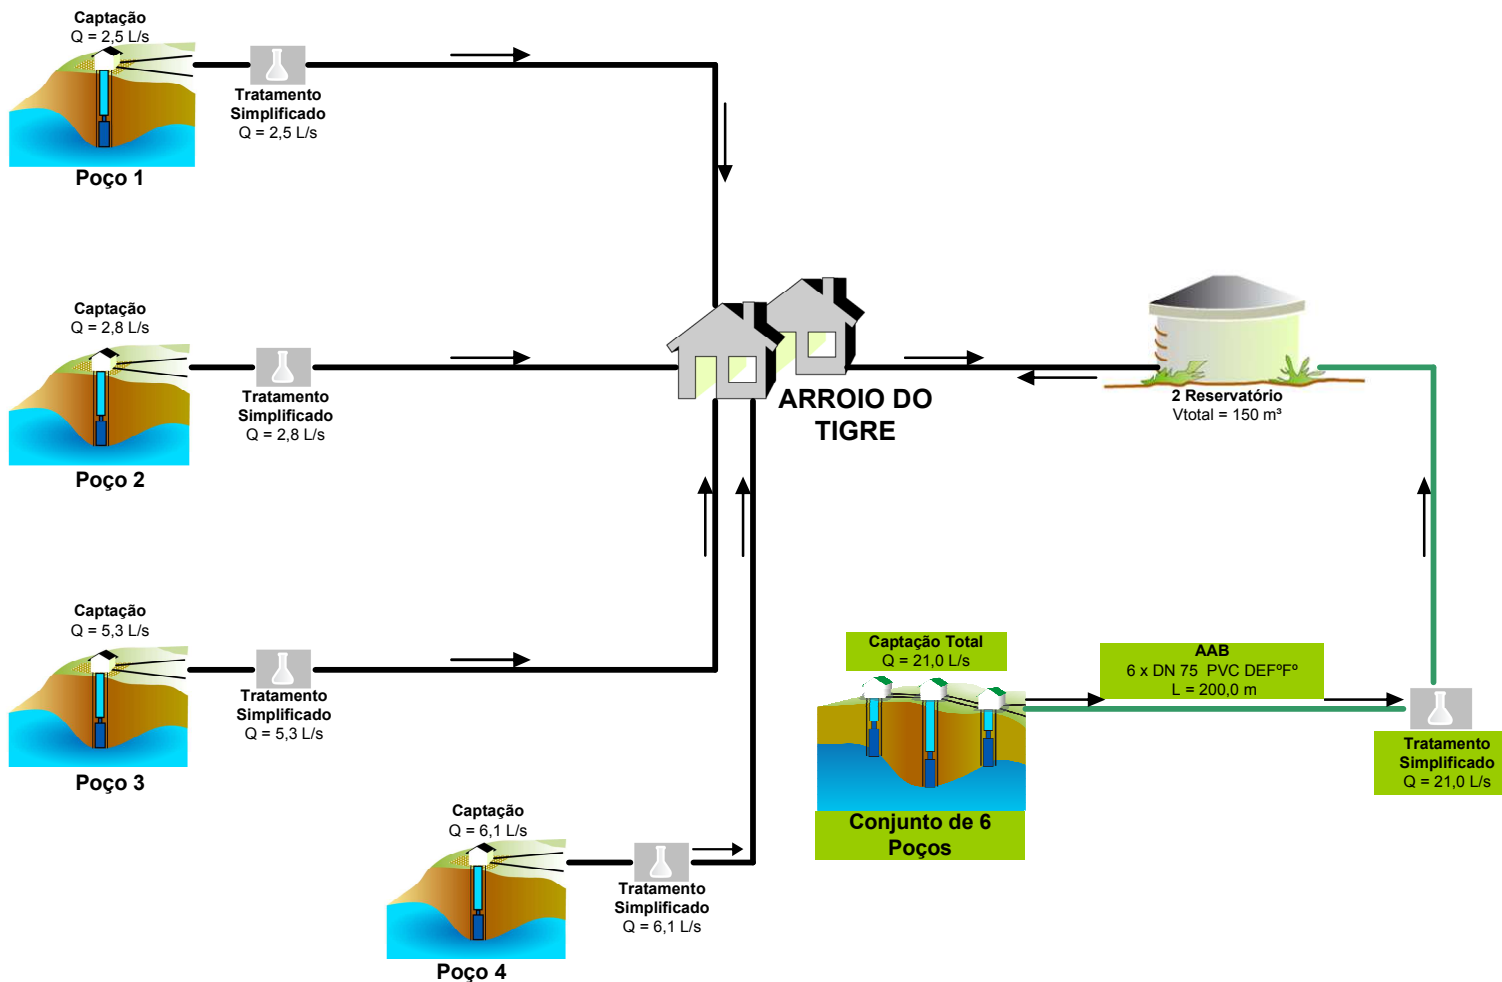 Captação
Q = 2,5 L/s
Tratamento
Simplificado
Q = 2,5 L/s
Poço 1
Captação
Q = 2,8 L/s
Tratamento
Simplificado
Q = 2,8 L/s
Poço 2
ARROIO DO
TIGRE
2 Reservatório
Vtotal = 150 m³
Captação
Q = 5,3 L/s
Tratamento
Simplificado
Q = 5,3 L/s
Poço 3
Captação Total
Q = 21,0 L/s
AAB
6 x DN 75 PVC DEFºFº
L = 200,0 m
Tratamento
Simplificado
Q = 21,0 L/s
Conjunto de 6
Poços
Captação
Q = 6,1 L/s
Tratamento
Simplificado
Q = 6,1 L/s
Poço 4